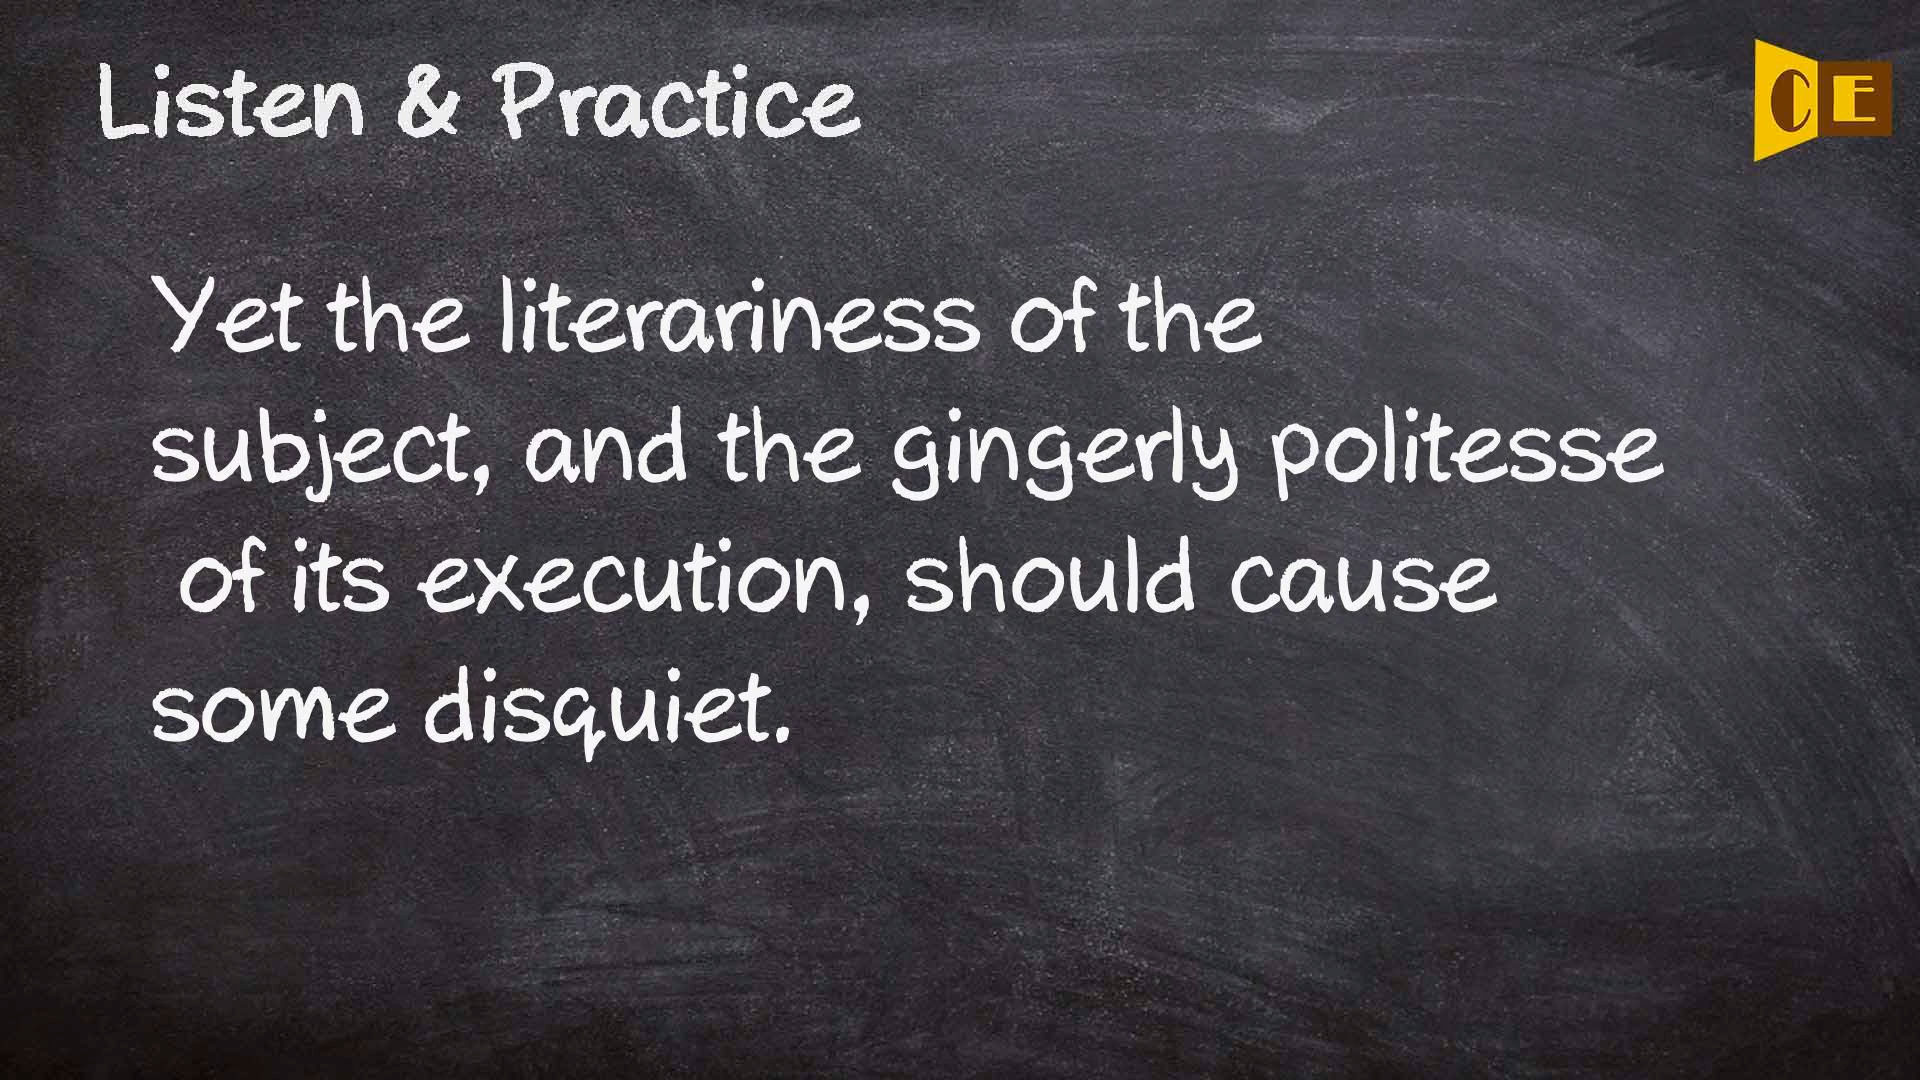 Listen & Practice
CE
Yet the literariness of the
subject, and the gingerly politesse
of its execution, should cause
some disquiet.